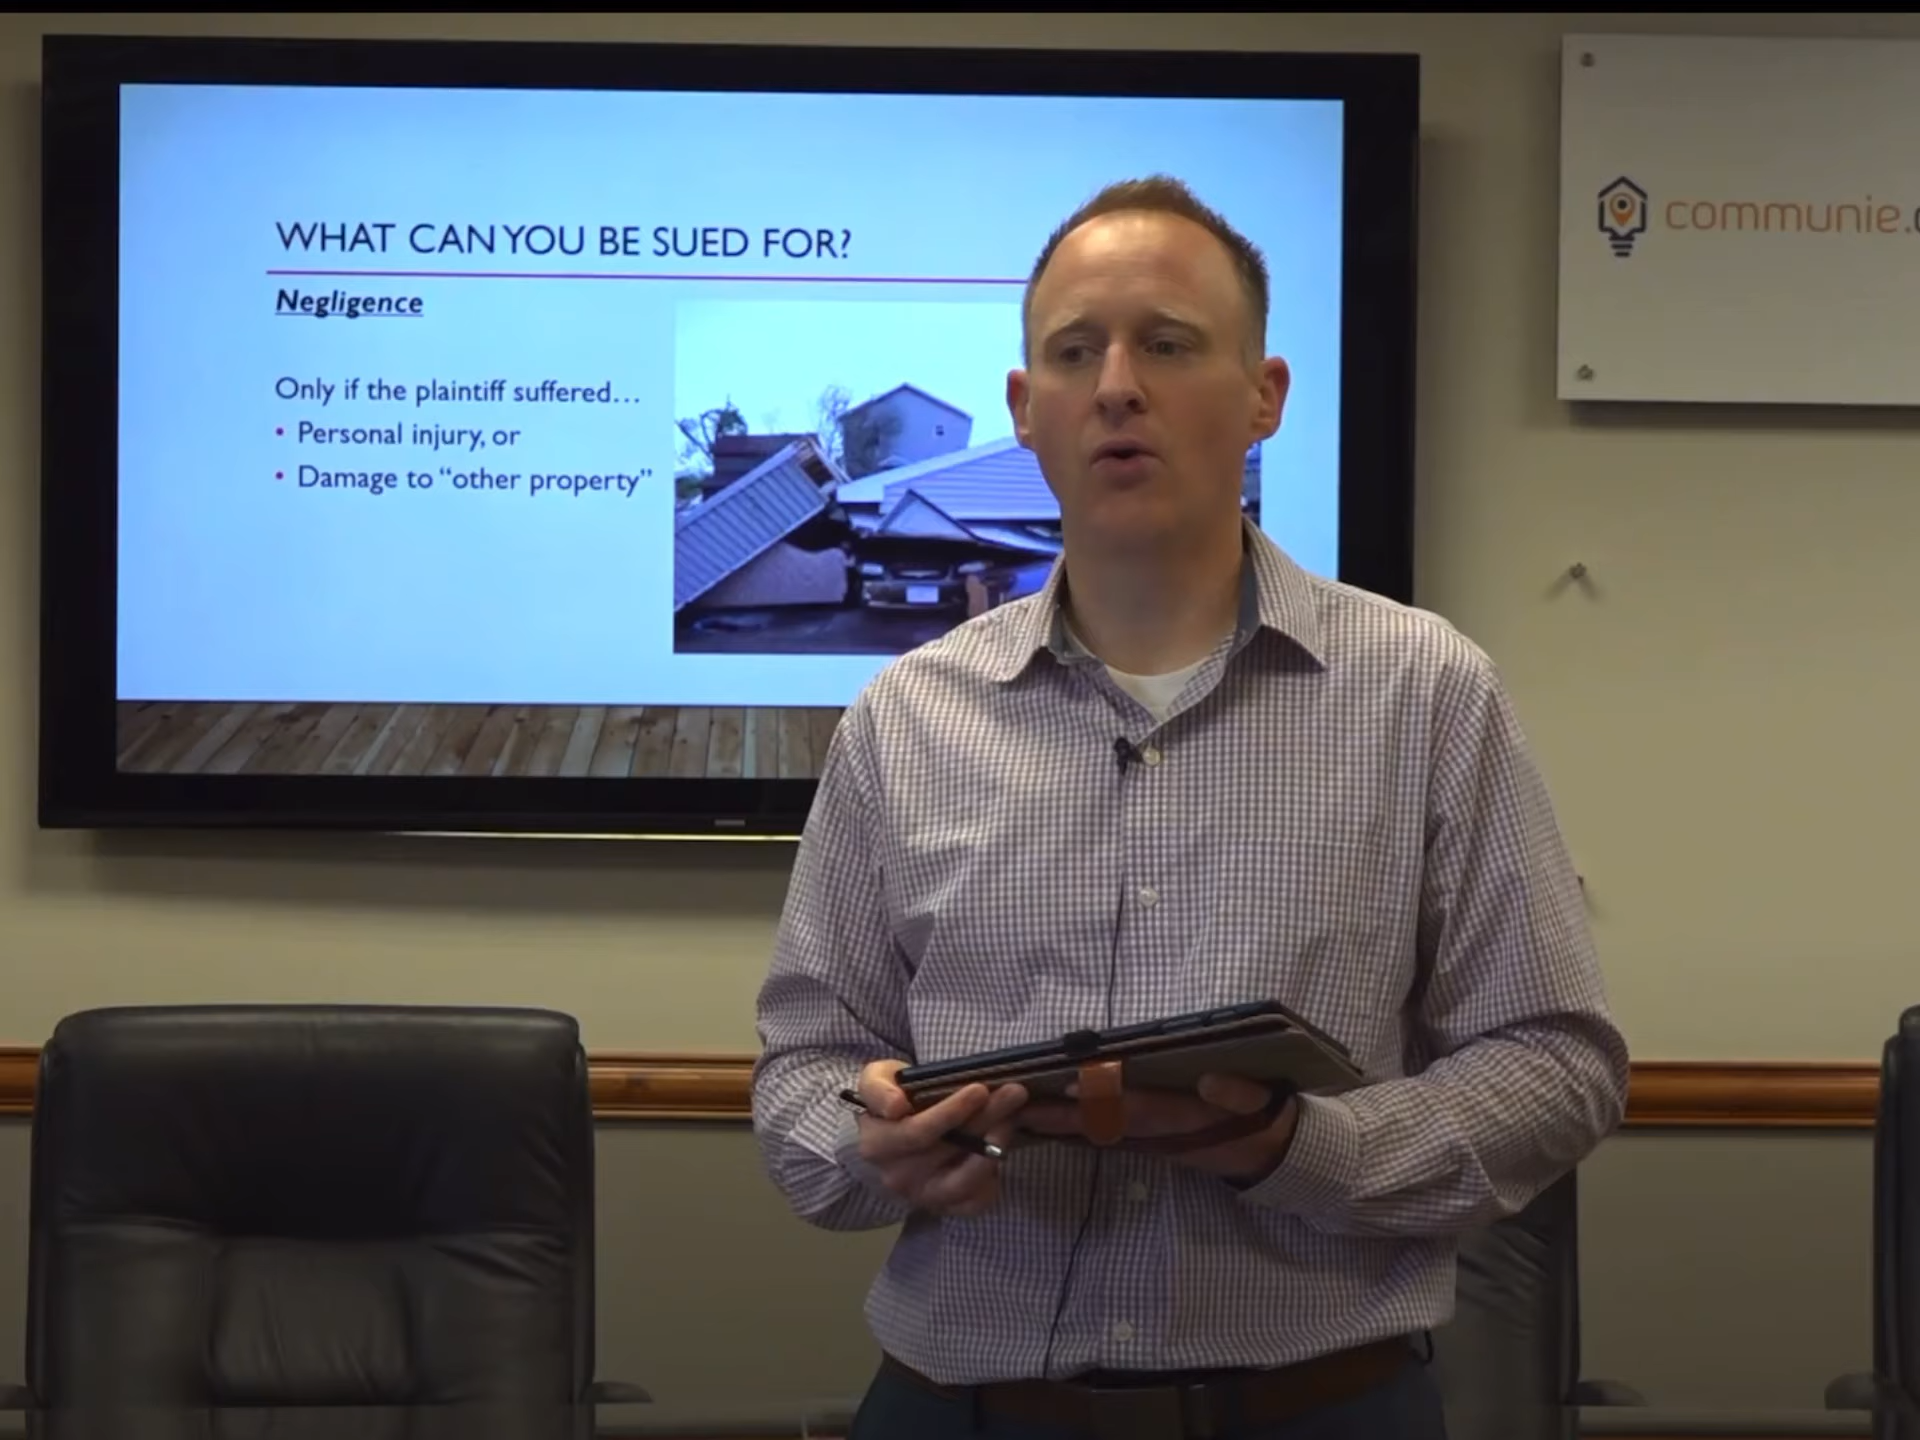 WHAT CAN YOU BE SUED FOR?
Negligence
Only if the plaintiff suffered…
• Personal injury, or
• Damage to “other property”
communie.